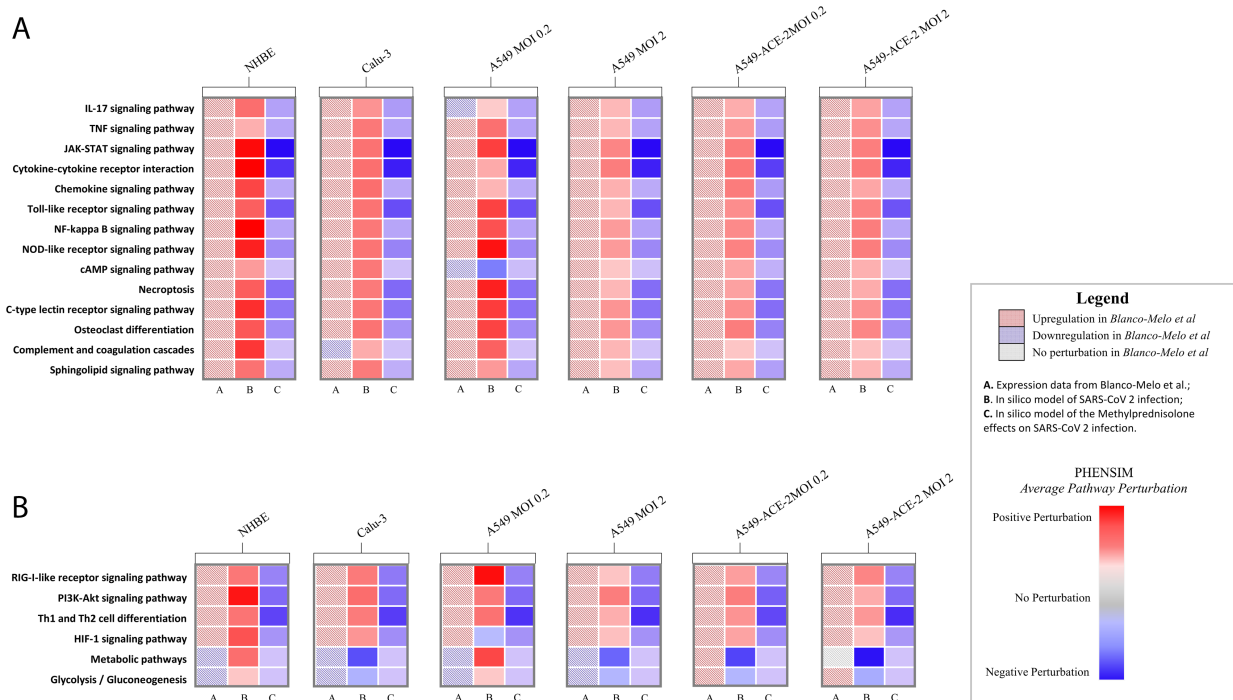 A
NHBE
Calu-3
A549 MOI 0.2
A549 MOI 2
A549-ACE-2MOI 0.2
A549-ACE-2 MOI 2
IL-17 signaling pathway
TNF signaling pathway
JAK-STAT signaling pathway
Cytokine-cytokine receptor interaction
Chemokine signaling pathway
Toll-like receptor signaling pathway
NF-kappa B signaling pathway
NOD-like receptor signaling pathway
cAMP signaling pathway
Necroptosis
C-type lectin receptor signaling pathway
Osteoclast differentiation
Complement and coagulation cascades
Sphingolipid signaling pathway
A B C A B C A B C A B C A B C A B C
B
NHBE
Calu-3
A549 MOI 0.2
A549 MOI 2
A549-ACE-2MOI 0.2
A549-ACE-2 MOI 2
RIG-I-like receptor signaling pathway
PI3K-Akt signaling pathway
Th1 and Th2 cell differentiation
HIF-1 signaling pathway
Metabolic pathways
Glycolysis / Gluconeogenesis
A B C A B C A B C A B C A B C A B C
Legend
Upregulation in Blanco-Melo et al
Downregulation in Blanco-Melo et al
No perturbation in Blanco-Melo et al
A. Expression data from Blanco-Melo et al.;
B. In silico model of SARS-CoV 2 infection;
C. In silico model of the Methylprednisolone
effects on SARS-CoV 2 infection.
PHENSIM
Average Pathway Perturbation
Positive Perturbation
No Perturbation
Negative Perturbation